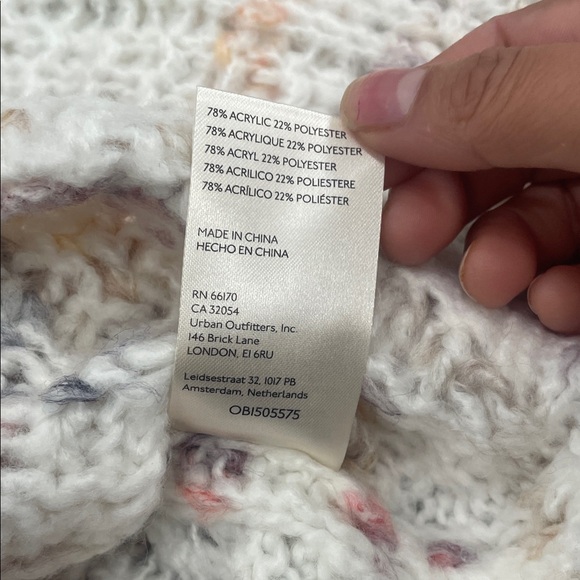 78% ACRYLIC 22% POLYESTER
78% ACRYLIQUE 22% POLYESTER
78% ACRYL 22% POLYESTER
78% ACRILICO 22% POLIESTERE
78% ACRÍLICO 22% POLIÉSTER
MADE IN CHINA
HECHO EN CHINA
RN 66170
CA 32054
Urban Outfitters, Inc.
146 Brick Lane
LONDON, E1 6RU
Leidsestraat 32, 1017 PB
Amsterdam, Netherlands
OB1505575